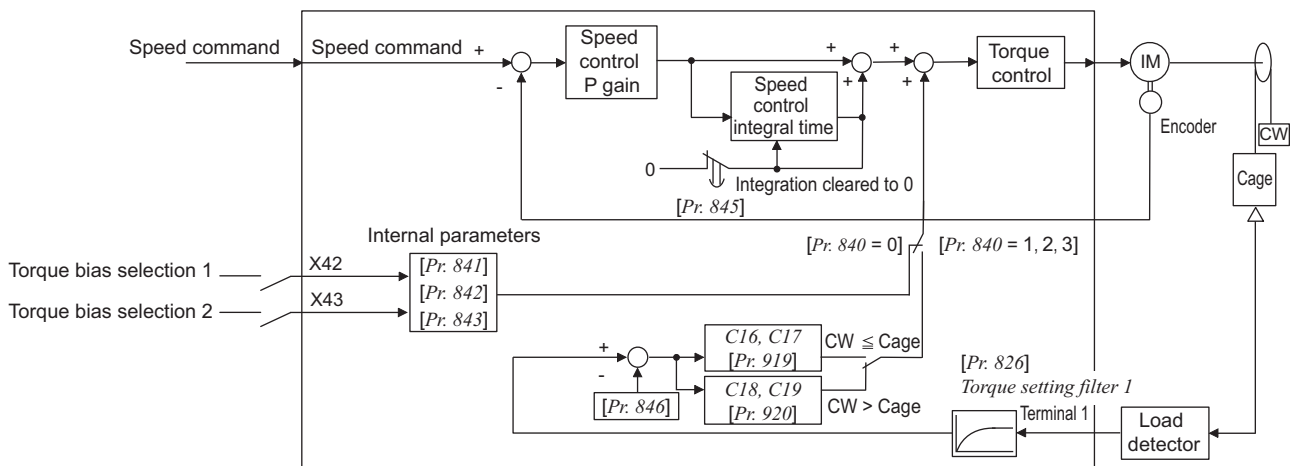 Speed command
Speed command
+
-
Speed
control
P gain
+
+
+
+
Torque
control
IM
Speed
control
integral time
Encoder
CW
Cage
0
Integration cleared to 0
[Pr. 845]
Internal parameters
[Pr. 840 = 0]
[Pr. 840 = 1, 2, 3]
Torque bias selection 1
X42
[Pr. 841]
[Pr. 842]
Torque bias selection 2
X43
[Pr. 843]
+
-
C16, C17
[Pr. 919]
CW ≦ Cage
[Pr. 846]
C18, C19
[Pr. 920]
CW > Cage
[Pr. 826]
Torque setting filter 1
Terminal 1
Load
detector